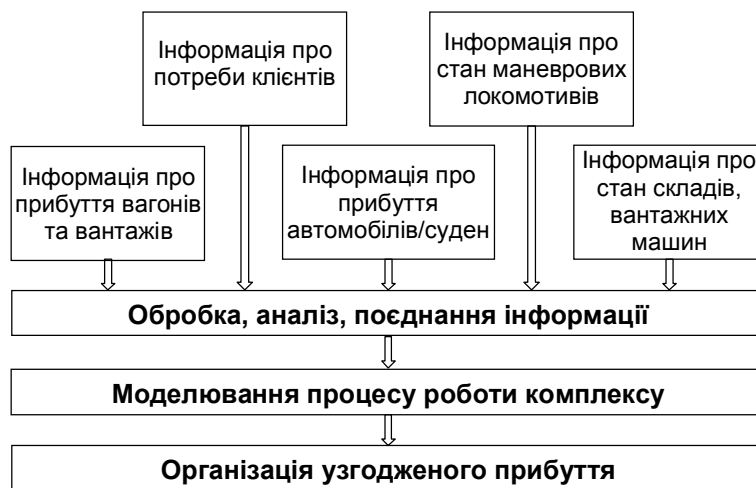 Інформація про
потреби клієнтів
Інформація про
стан маневрових
локомотивів
Інформація про
прибуття вагонів
та вантажів
Інформація про
прибуття
автомобілів/суден
Інформація про
стан складів,
вантажних
машин
Обробка, аналіз, поєднання інформації
Моделювання процесу роботи комплексу
Організація узгодженого прибуття